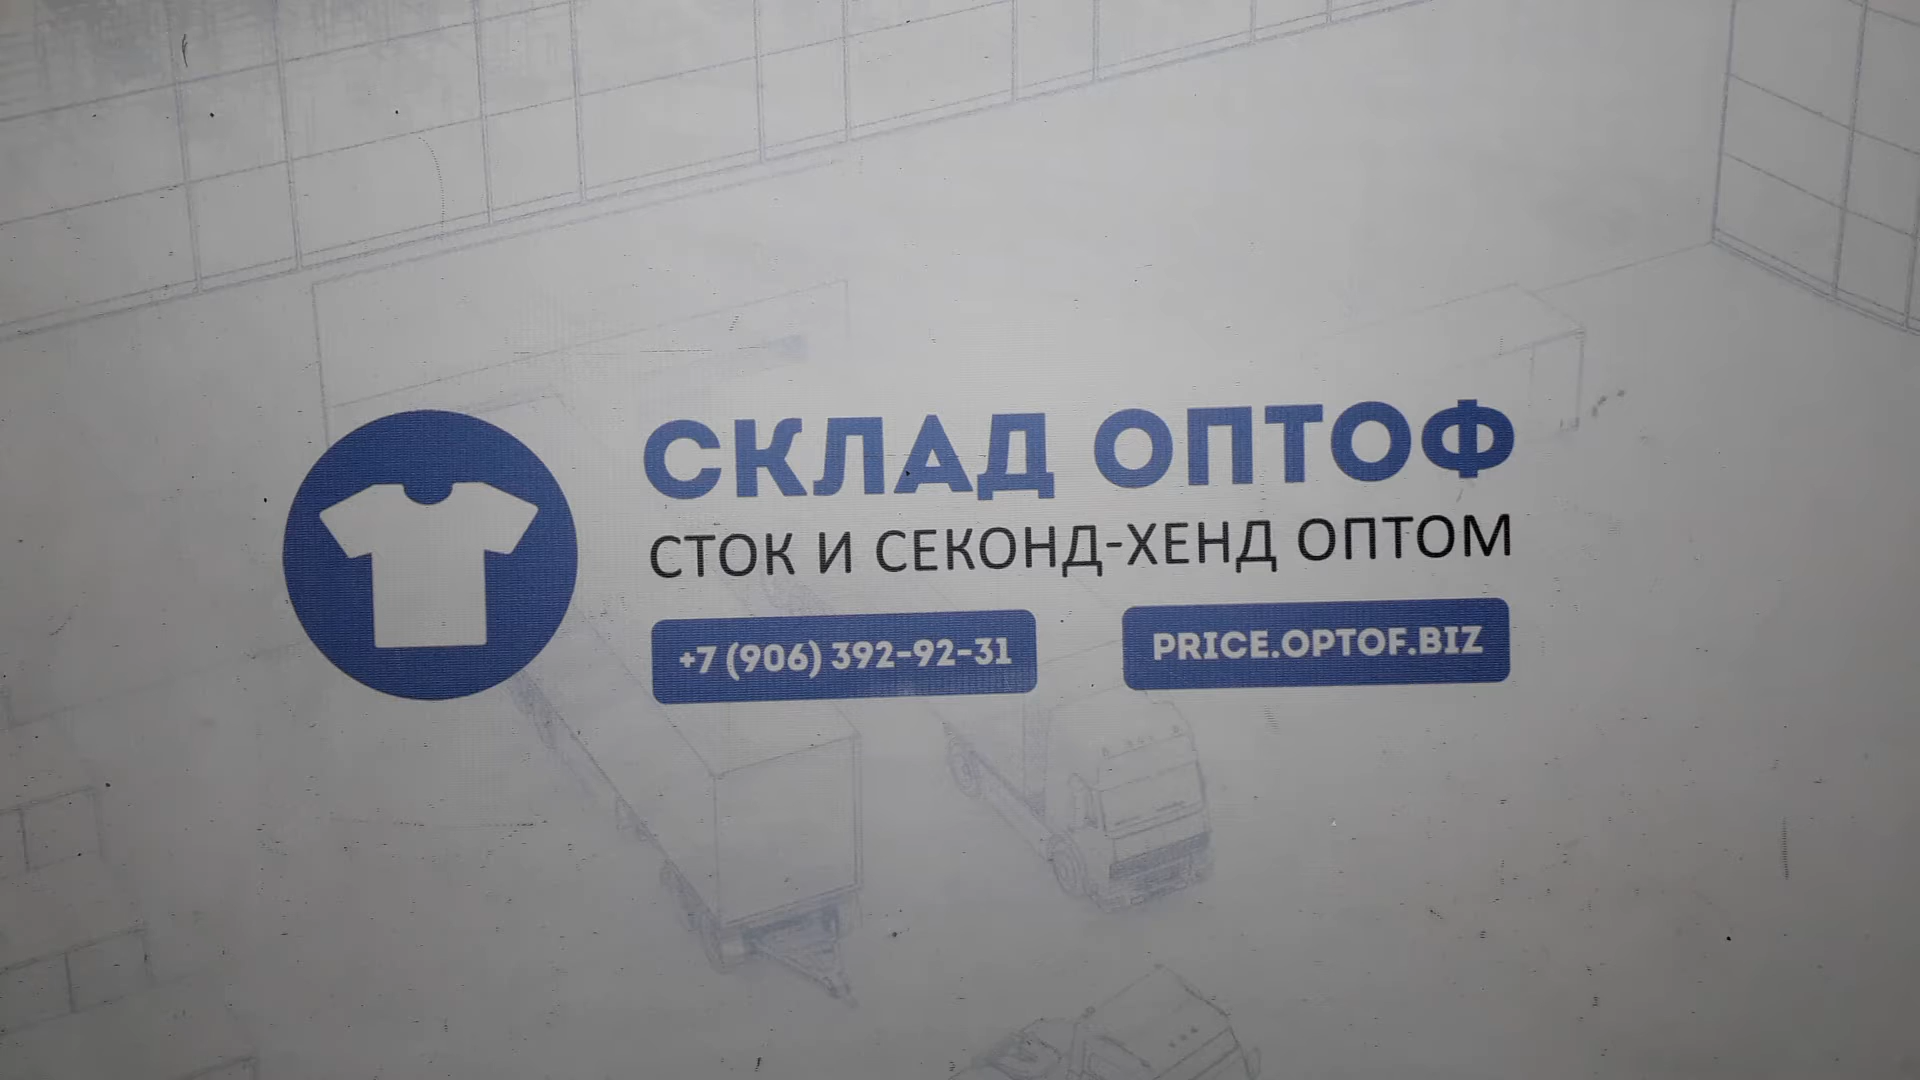 СКЛАД ОПТОФ
СТОК И СЕКОНД-ХЕНД ОПТОМ
+7 (906) 392-92-31
PRICE.OPTOF.BIZ